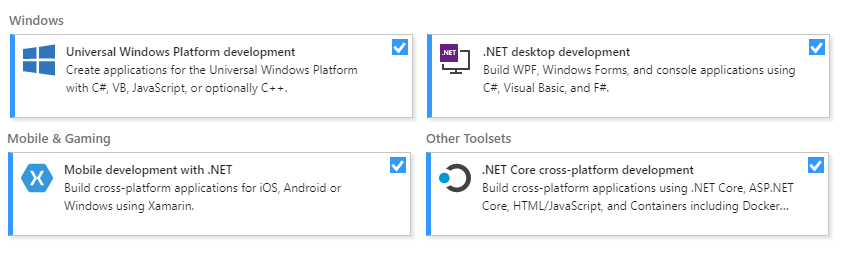 Windows
Universal Windows Platform development
Create applications for the Universal Windows Platform
with C#, VB, JavaScript, or optionally C++.
.NET
.NET desktop development
Build WPF, Windows Forms, and console applications using
C#, Visual Basic, and F#.
Mobile & Gaming
Mobile development with .NET
Build cross-platform applications for iOS, Android or
Windows using Xamarin.
Other Toolsets
.NET Core cross-platform development
Build cross-platform applications using .NET Core, ASP.NET
Core, HTML/JavaScript, and Containers including Docker...